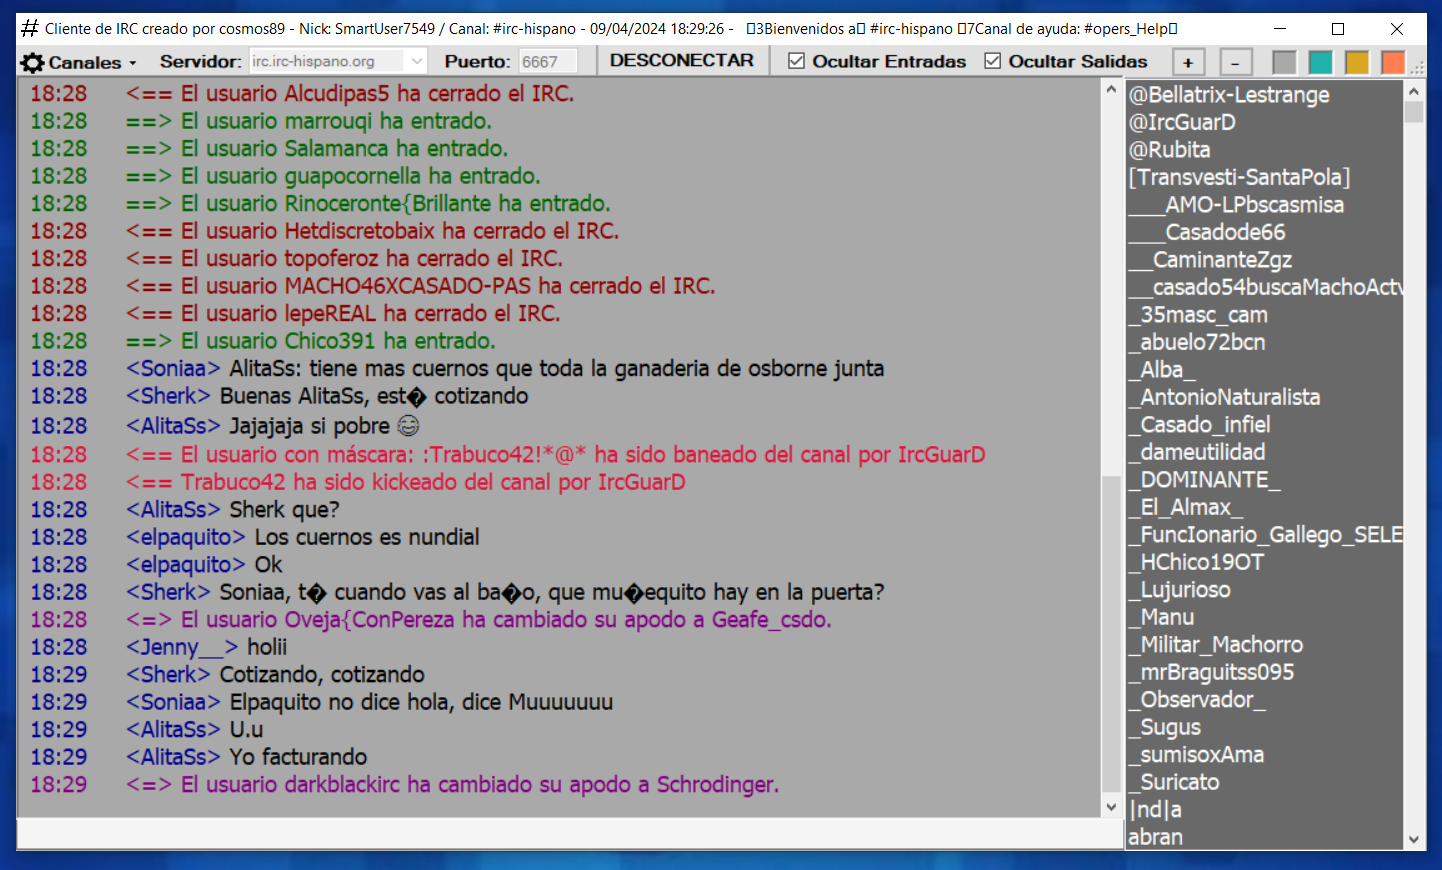 # Cliente de IRC creado por cosmos89 - Nick: SmartUser7549 / Canal: #irc-hispano - 09/04/2024 18:29:26 - ▯3Bienvenidos a▯ #irc-hispano ▯7Canal de ayuda: #opers_Help▯
Canales Servidor: irc.irc-hispano.org Puerto: 6667 DESCONECTAR Ocultar Entradas Ocultar Salidas + -
18:28 <== El usuario Alcudipas5 ha cerrado el IRC.
18:28 ==> El usuario marrouqi ha entrado.
18:28 ==> El usuario Salamanca ha entrado.
18:28 ==> El usuario guapocornella ha entrado.
18:28 ==> El usuario Rinoceronte{Brillante ha entrado.
18:28 <== El usuario Hetdiscretobaix ha cerrado el IRC.
18:28 <== El usuario topoferoz ha cerrado el IRC.
18:28 <== El usuario MACHO46XCASADO-PAS ha cerrado el IRC.
18:28 <== El usuario lepeREAL ha cerrado el IRC.
18:28 ==> El usuario Chico391 ha entrado.
18:28 <Soniaa> AlitaSs: tiene mas cuernos que toda la ganaderia de osborne junta
18:28 <Sherk> Buenas AlitaSs, est� cotizando
18:28 <AlitaSs> Jajajaja si pobre 😂
18:28 <== El usuario con máscara: :Trabuco42!*@* ha sido baneado del canal por IrcGuarD
18:28 <== Trabuco42 ha sido kickeado del canal por IrcGuarD
18:28 <AlitaSs> Sherk que?
18:28 <elpaquito> Los cuernos es nundial
18:28 <elpaquito> Ok
18:28 <Sherk> Soniaa, t� cuando vas al ba�o, que mu�equito hay en la puerta?
18:28 <=> El usuario Oveja{ConPereza ha cambiado su apodo a Geafe_csdo.
18:28 <Jenny__> holii
18:29 <Sherk> Cotizando, cotizando
18:29 <Soniaa> Elpaquito no dice hola, dice Muuuuuuu
18:29 <AlitaSs> U.u
18:29 <AlitaSs> Yo facturando
18:29 <=> El usuario darkblackirc ha cambiado su apodo a Schrodinger.
@Bellatrix-Lestrange
@IrcGuarD
@Rubita
[Transvesti-SantaPola]
___AMO-LPbscasmisa
___Casadode66
__CaminanteZgz
__casado54buscaMachoActv
_35masc_cam
_abuelo72bcn
_Alba_
_AntonioNaturalista
_Casado_infiel
_dameutilidad
_DOMINANTE_
_El_Almax_
_FuncIonario_Gallego_SELE
_HChico19OT
_Lujurioso
_Manu
_Militar_Machorro
_mrBraguitss095
_Observador_
_Sugus
_sumisoxAma
_Suricato
|nd|a
abran